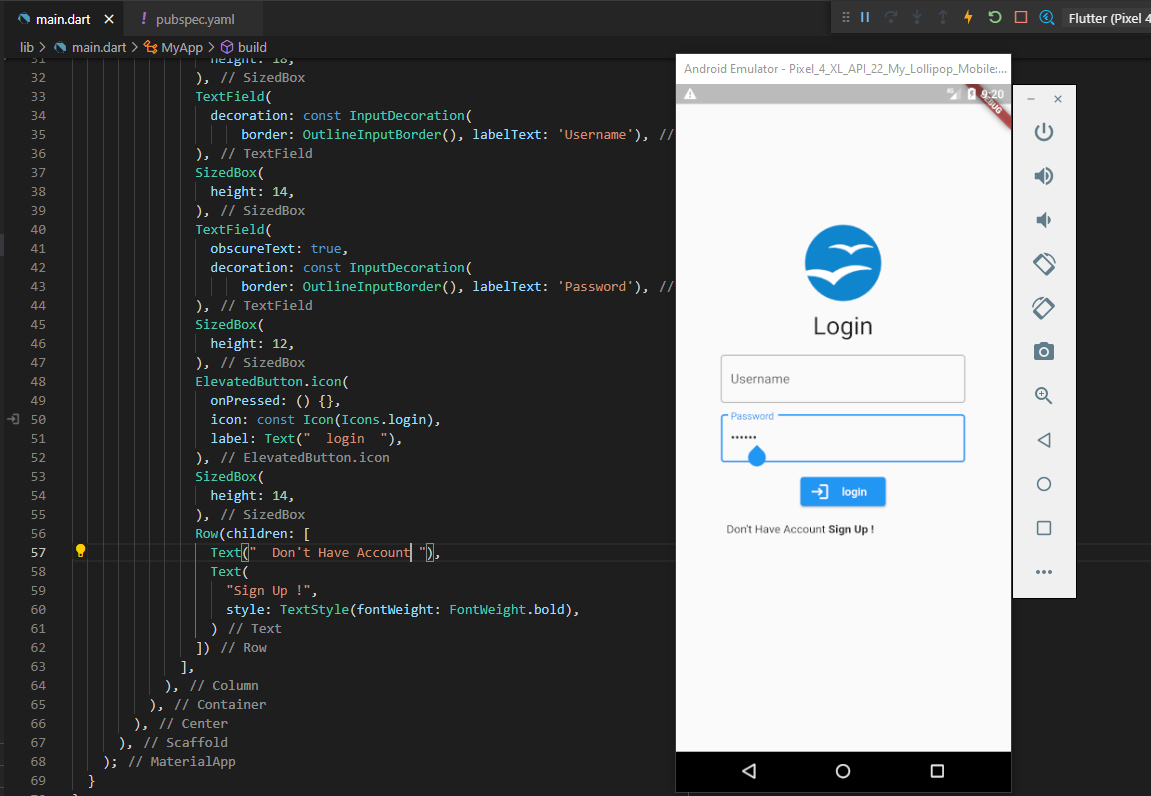 main.dart
pubspec.yaml
Flutter (Pixel 4
lib > main.dart > MyApp > build
31 height: 18,
32 ), // SizedBox
33 TextField(
34 decoration: const InputDecoration(
35 border: OutlineInputBorder(), labelText: 'Username'), //
36 ), // TextField
37 SizedBox(
38 height: 14,
39 ), // SizedBox
40 TextField(
41 obscureText: true,
42 decoration: const InputDecoration(
43 border: OutlineInputBorder(), labelText: 'Password'), //
44 ), // TextField
45 SizedBox(
46 height: 12,
47 ), // SizedBox
48 ElevatedButton.icon(
49 onPressed: () {},
50 icon: const Icon(Icons.login),
51 label: Text("  login  "),
52 ), // ElevatedButton.icon
53 SizedBox(
54 height: 14,
55 ), // SizedBox
56 Row(children: [
57 Text("  Don't Have Account "),
58 Text(
59 "Sign Up !",
60 style: TextStyle(fontWeight: FontWeight.bold),
61 ) // Text
62 ]) // Row
63 ],
64 ), // Column
65 ), // Container
66 ), // Center
67 ), // Scaffold
68 ); // MaterialApp
69 }
Android Emulator - Pixel_4_XL_API_22_My_Lollipop_Mobile:...
9:20
DEBUG
Login
Username
Password
••••••
login
Don't Have Account Sign Up !